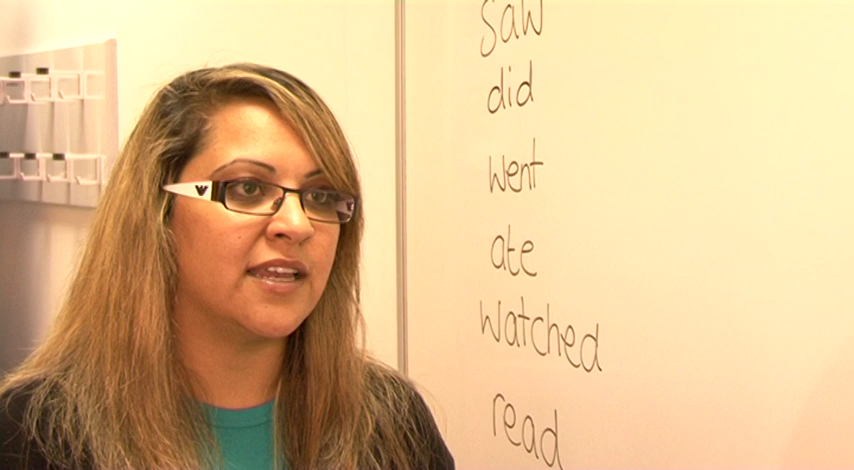 saw
did
went
ate
watched
read